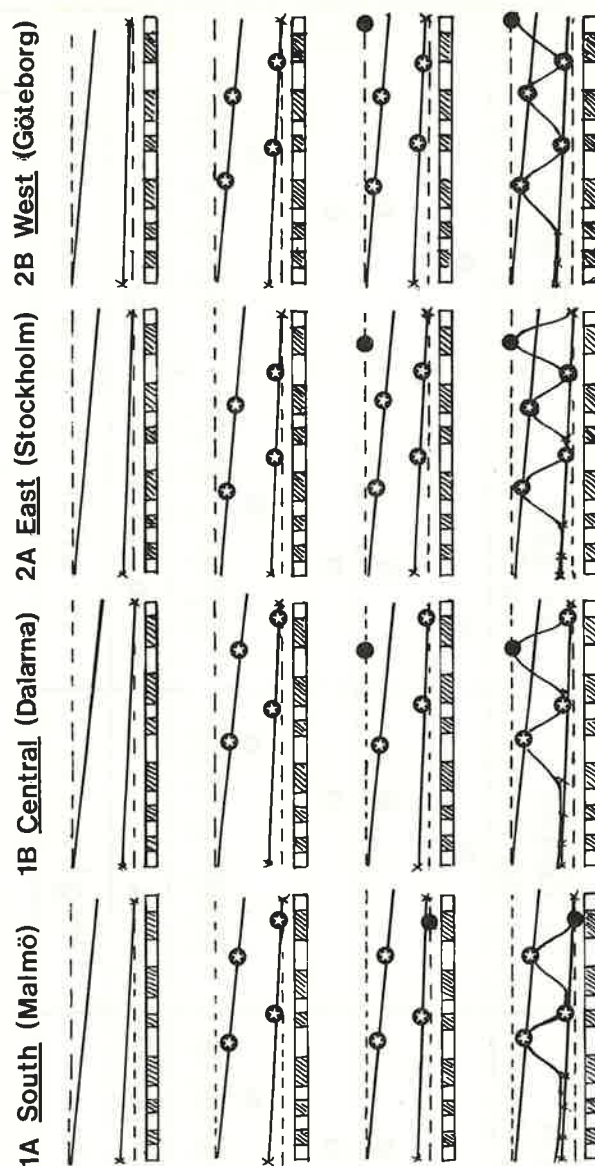 1A South (Malmö)
1B Central (Dalarna)
2A East (Stockholm)
2B West (Göteborg)